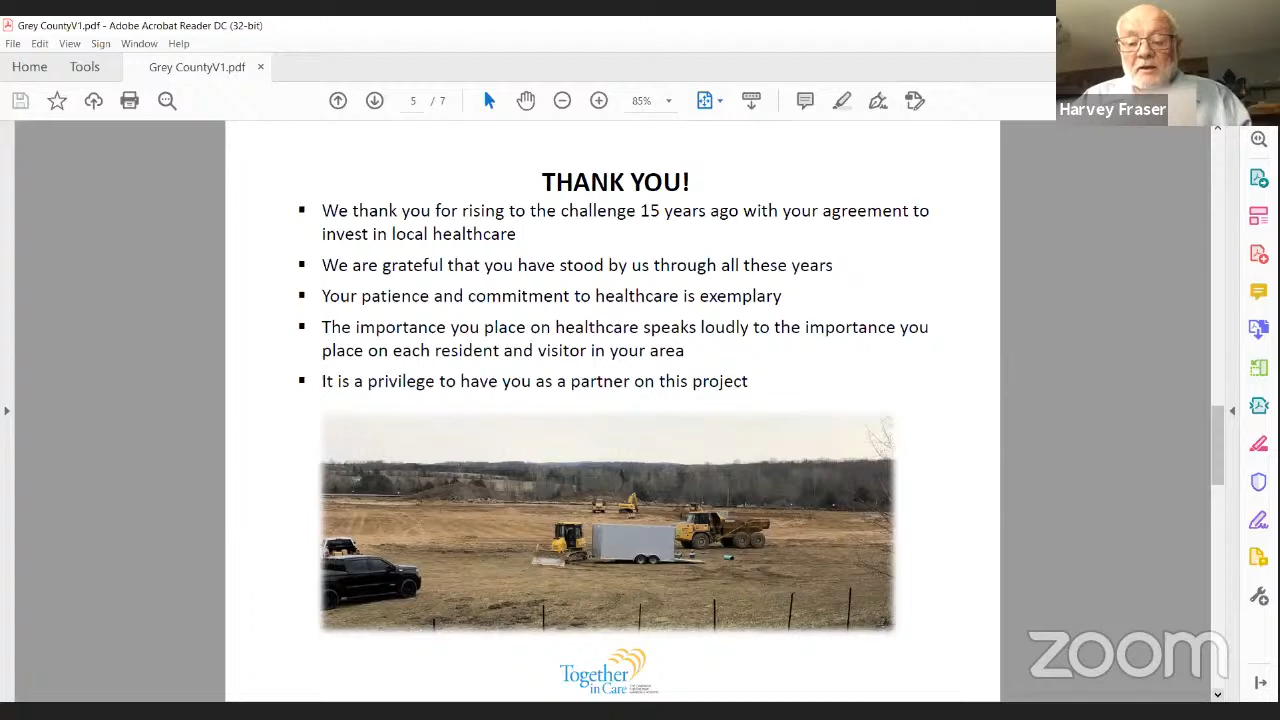 Grey CountyV1.pdf - Adobe Acrobat Reader DC (32-bit)
File Edit View Sign Window Help
Home Tools Grey CountyV1.pdf ×
5 / 7 85%
Harvey Fraser
THANK YOU!
▪ We thank you for rising to the challenge 15 years ago with your agreement to
invest in local healthcare
▪ We are grateful that you have stood by us through all these years
▪ Your patience and commitment to healthcare is exemplary
▪ The importance you place on healthcare speaks loudly to the importance you
place on each resident and visitor in your area
▪ It is a privilege to have you as a partner on this project
Together
in Care
zoom